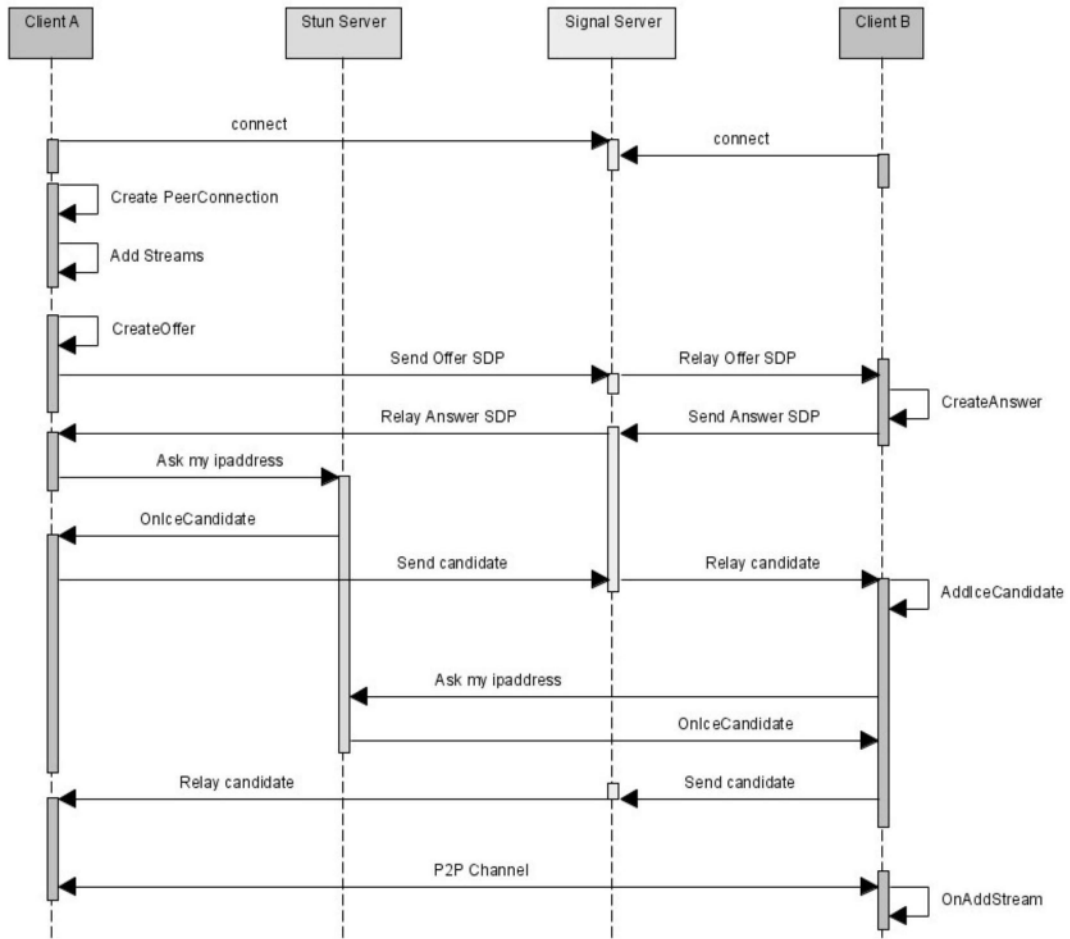 Client A
Stun Server
Signal Server
Client B
connect
connect
Create PeerConnection
Add Streams
CreateOffer
Send Offer SDP
Relay Offer SDP
CreateAnswer
Relay Answer SDP
Send Answer SDP
Ask my ipaddress
OnIceCandidate
Send candidate
Relay candidate
AddIceCandidate
Ask my ipaddress
OnIceCandidate
Relay candidate
Send candidate
P2P Channel
OnAddStream